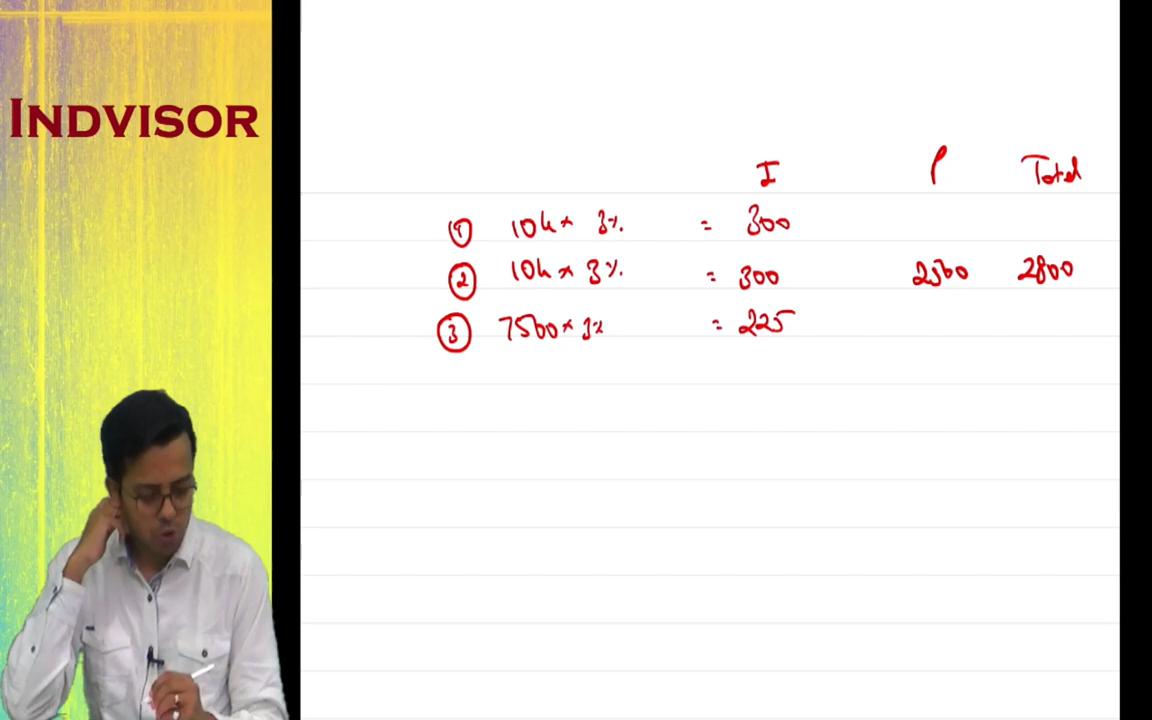 INDVISOR
I P Total
① 10k × 3% = 300
② 10k × 3% = 300 2500 2800
③ 7500 × 3% = 225